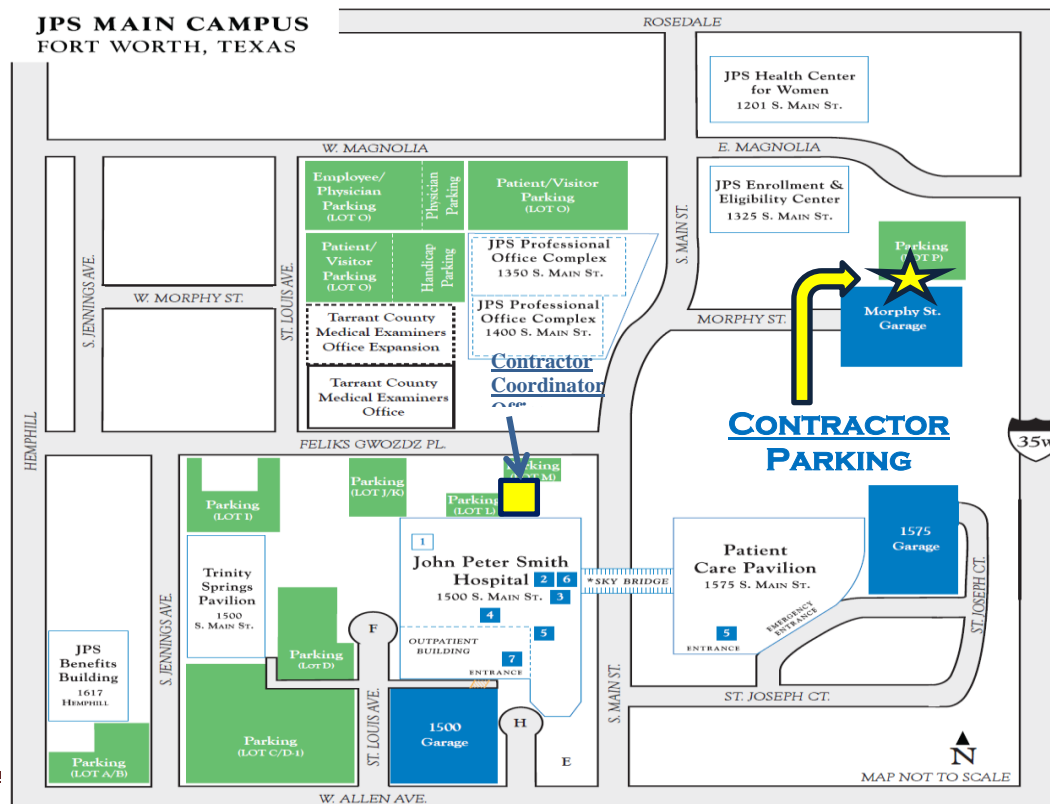 JPS MAIN CAMPUS
FORT WORTH, TEXAS
ROSEDALE
JPS Health Center
for Women
1201 S. Main St.
W. MAGNOLIA
E. MAGNOLIA
Employee/
Physician
Parking
(LOT O)
Physician
Parking
Patient/Visitor
Parking
(LOT O)
JPS Enrollment &
Eligibility Center
1325 S. Main St.
S. MAIN ST.
Patient/
Visitor
Parking
(LOT O)
Handicap
Parking
JPS Professional
Office Complex
1350 S. Main St.
Parking
(LOT P)
S. JENNINGS AVE.
W. MORPHY ST.
ST. LOUIS AVE.
JPS Professional
Office Complex
1400 S. Main St.
MORPHY ST.
Morphy St.
Garage
Tarrant County
Medical Examiners
Office Expansion
Contractor
Coordinator
Tarrant County
Medical Examiners
Office
CONTRACTOR
PARKING
HEMPHILL
FELIKS GWOZDZ PL.
35W
Parking
(LOT I)
Parking
(LOT J/K)
Parking
(LOT M)
Parking
(LOT L)
1
John Peter Smith
Hospital
1500 S. Main St.
2
6
3
4
5
7
*SKY BRIDGE
Patient
Care Pavilion
1575 S. Main St.
1575
Garage
Trinity
Springs
Pavilion
1500
S. Main St.
S. JENNINGS AVE.
F
OUTPATIENT
BUILDING
ENTRANCE
5
ENTRANCE
EMERGENCY
ENTRANCE
ST. JOSEPH CT.
JPS
Benefits
Building
1617
Hemphill
Parking
(LOT D)
S. MAIN ST.
ST. JOSEPH CT.
ST. LOUIS AVE.
Parking
(LOT C/D-1)
1500
Garage
H
E
Parking
(LOT A/B)
N
MAP NOT TO SCALE
W. ALLEN AVE.